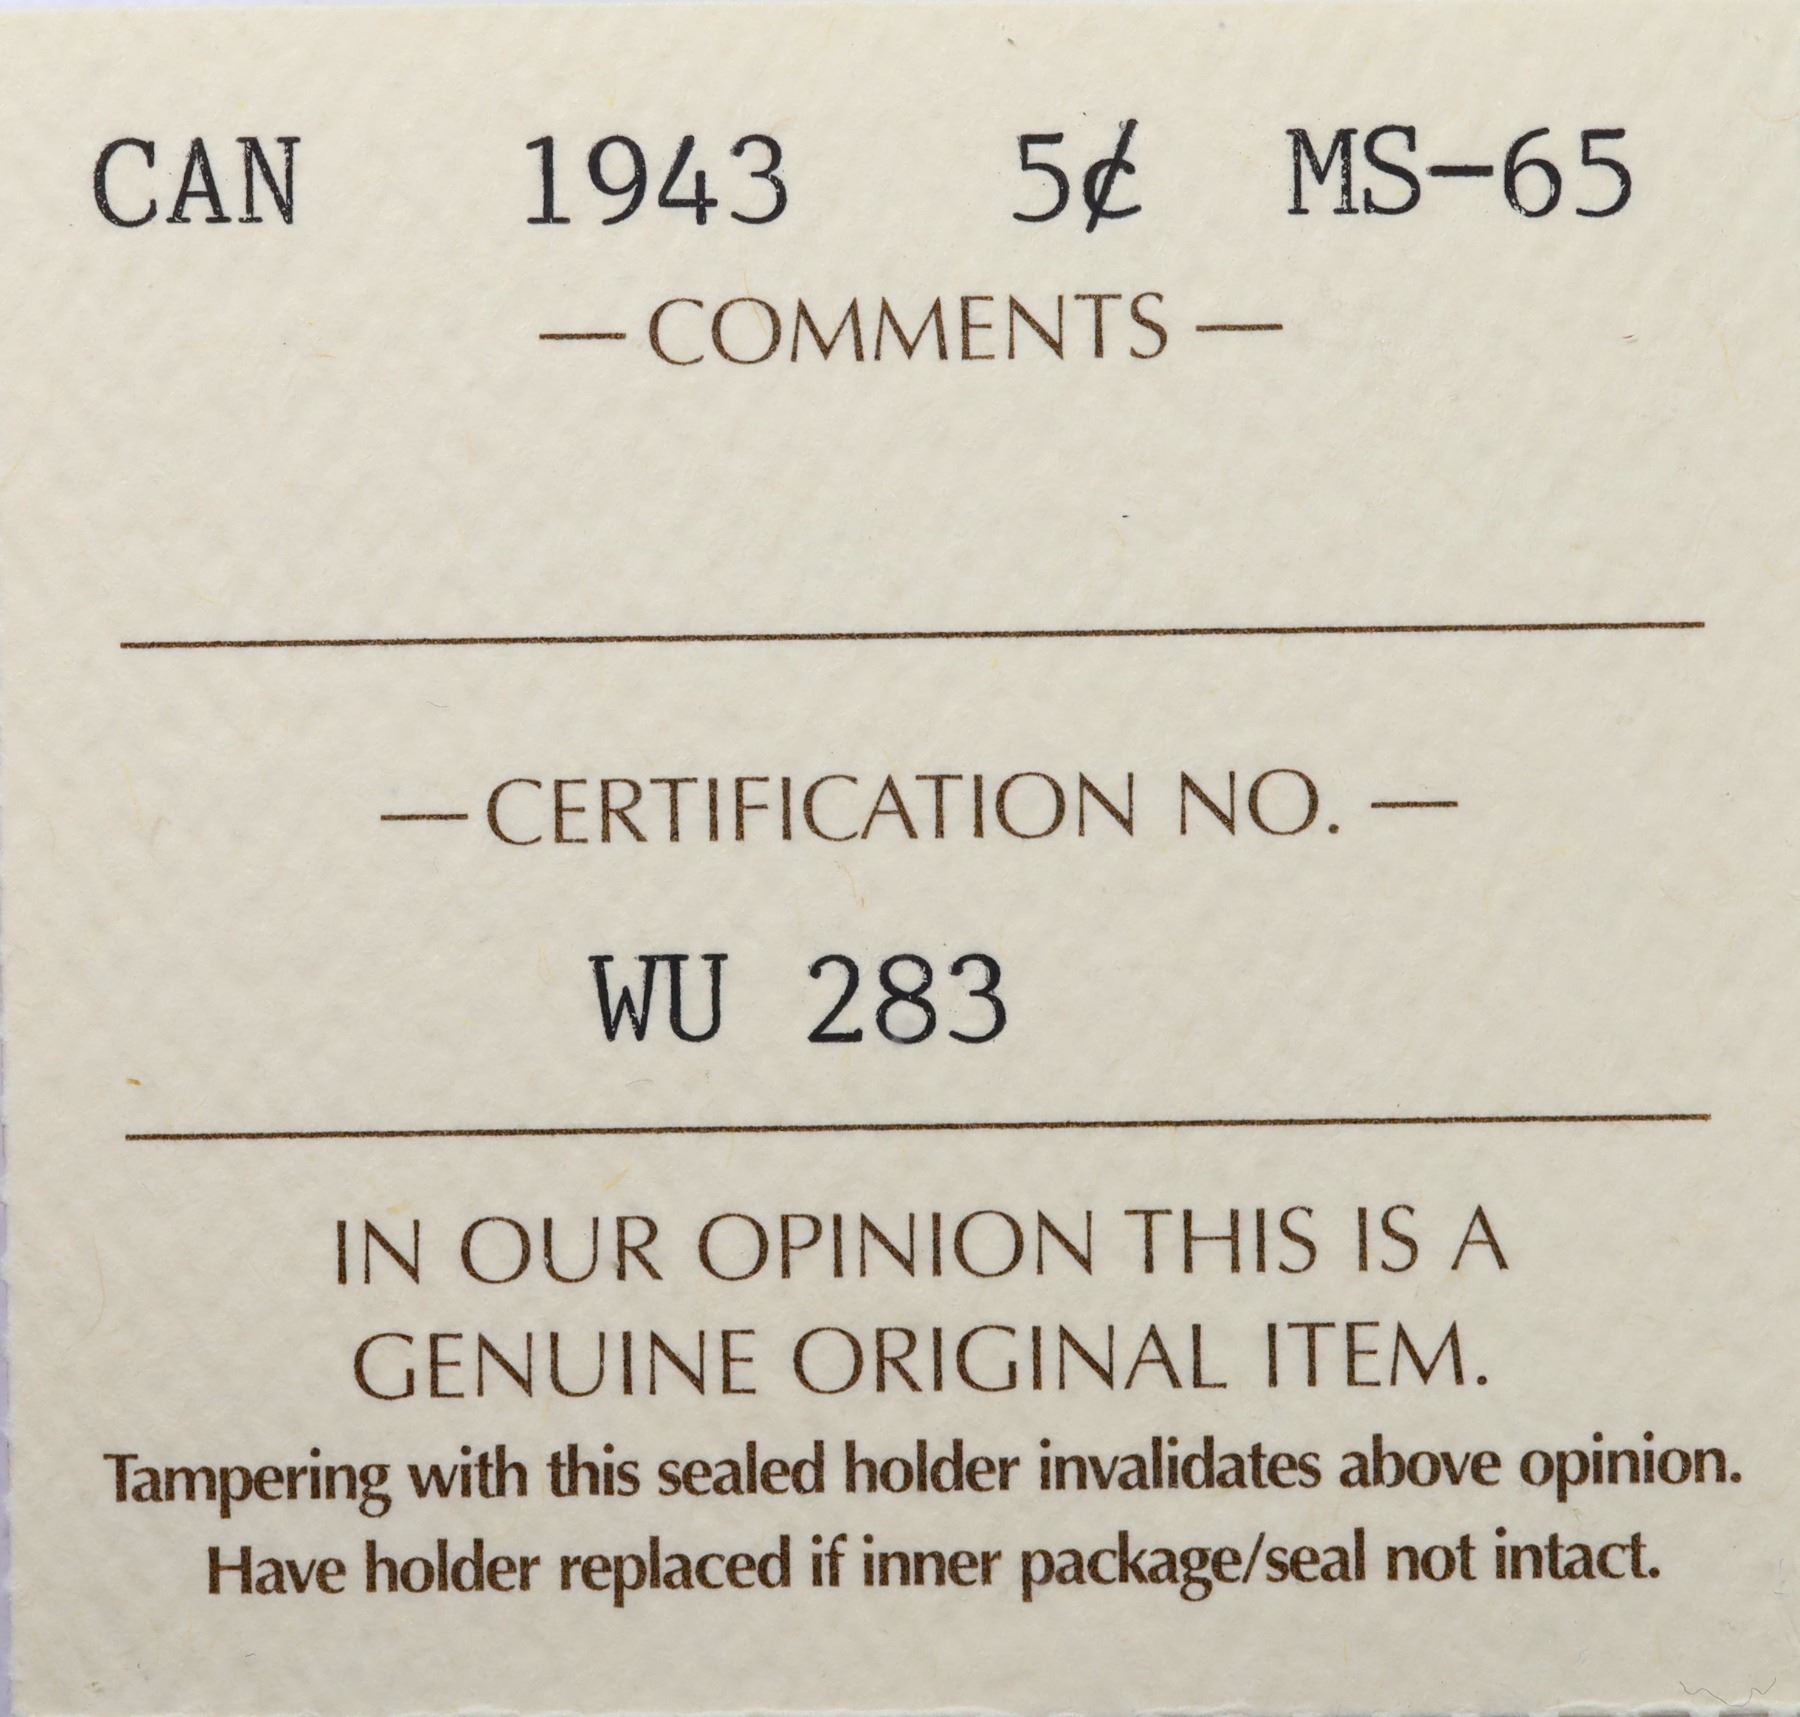 CAN 1943 5¢ MS-65
— COMMENTS —
— CERTIFICATION NO. —
WU 283
IN OUR OPINION THIS IS A
GENUINE ORIGINAL ITEM.
Tampering with this sealed holder invalidates above opinion.
Have holder replaced if inner package/seal not intact.